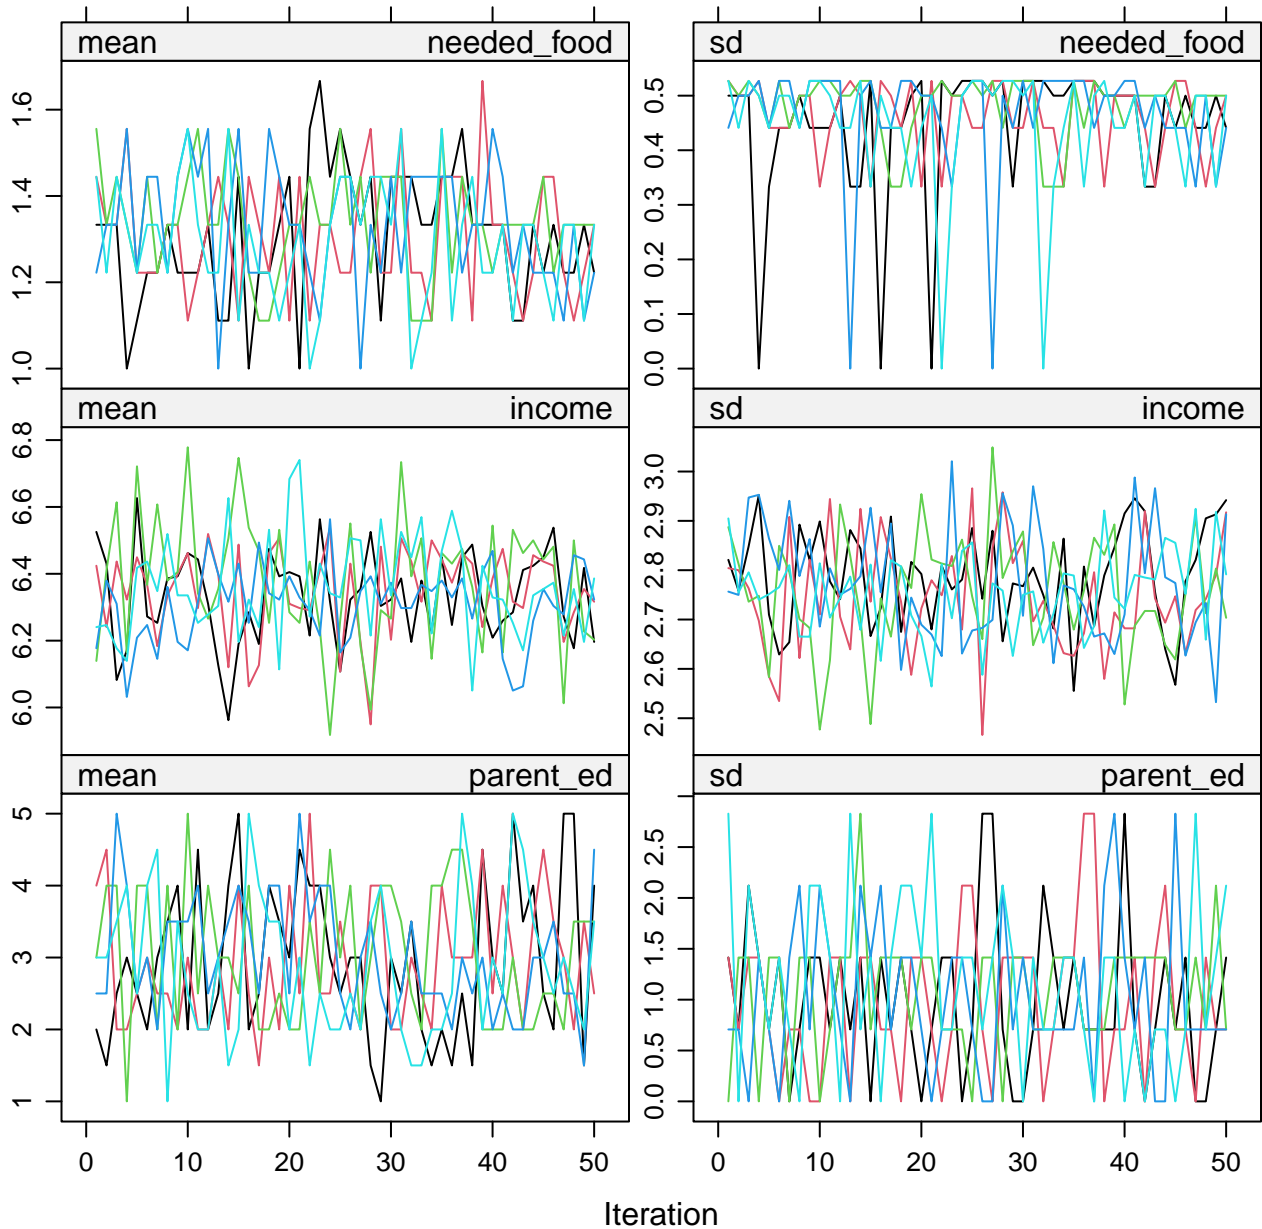 mean needed_food sd needed_food
1.0 1.2 1.4 1.6
0.0 0.1 0.2 0.3 0.4 0.5
mean income sd income
6.0 6.2 6.4 6.6 6.8
2.5 2.6 2.7 2.8 2.9 3.0
mean parent_ed sd parent_ed
1 2 3 4 5
0.0 0.5 1.0 1.5 2.0 2.5
0 10 20 30 40 50 0 10 20 30 40 50
Iteration